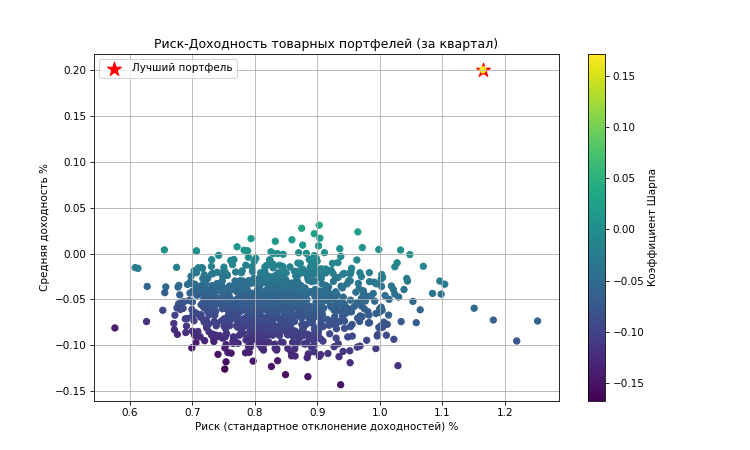 Риск-Доходность товарных портфелей (за квартал)
Лучший портфель
Средняя доходность %
0.20
0.15
0.10
0.05
0.00
−0.05
−0.10
−0.15
0.6 0.7 0.8 0.9 1.0 1.1 1.2
Риск (стандартное отклонение доходностей) %
0.15
0.10
0.05
0.00
−0.05
−0.10
−0.15
Коэффициент Шарпа